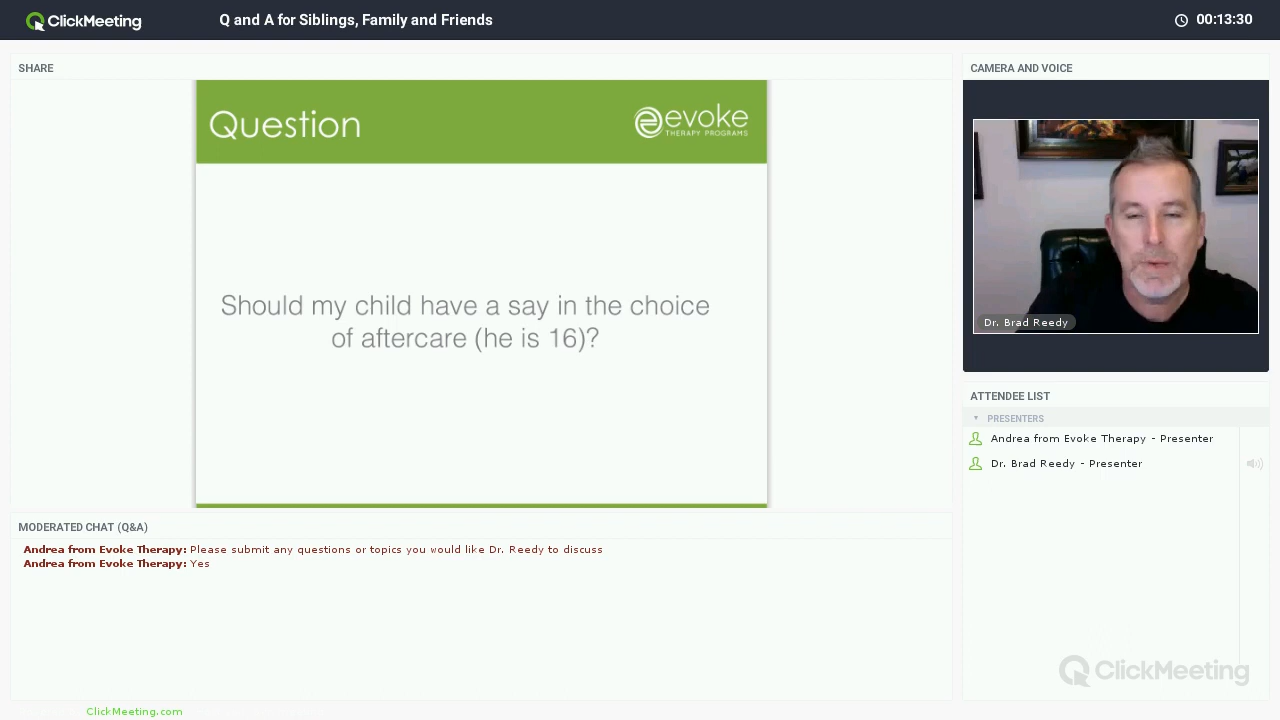 ClickMeeting
Q and A for Siblings, Family and Friends
00:13:30
SHARE
Question
evoke
THERAPY PROGRAMS
Should my child have a say in the choice
of aftercare (he is 16)?
CAMERA AND VOICE
Dr. Brad Reedy
ATTENDEE LIST
PRESENTERS
Andrea from Evoke Therapy - Presenter
Dr. Brad Reedy - Presenter
MODERATED CHAT (Q&A)
Andrea from Evoke Therapy: Please submit any questions or topics you would like Dr. Reedy to discuss
Andrea from Evoke Therapy: Yes
ClickMeeting
ClickMeeting.com